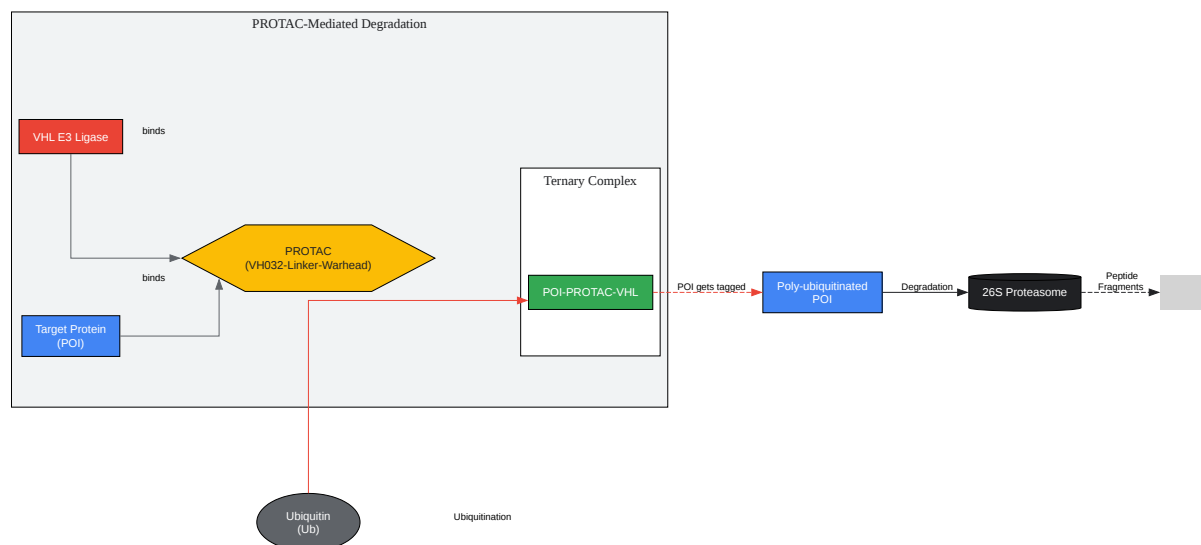 PROTAC-Mediated Degradation
VHL E3 Ligase
binds
Ternary Complex
PROTAC
(VH032-Linker-Warhead)
binds
POI-PROTAC-VHL
POI gets tagged
Poly-ubiquitinated
POI
Degradation
26S Proteasome
Peptide
Fragments
Target Protein
(POI)
Ubiquitin
(Ub)
Ubiquitination